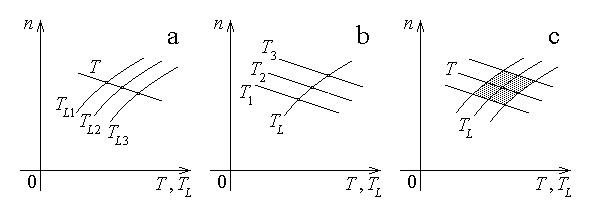 n
a
T
T_L1
T_L2
T_L3
0
T, T_L
n
b
T_3
T_2
T_1
T_L
0
T, T_L
n
c
T
T_L
0
T, T_L